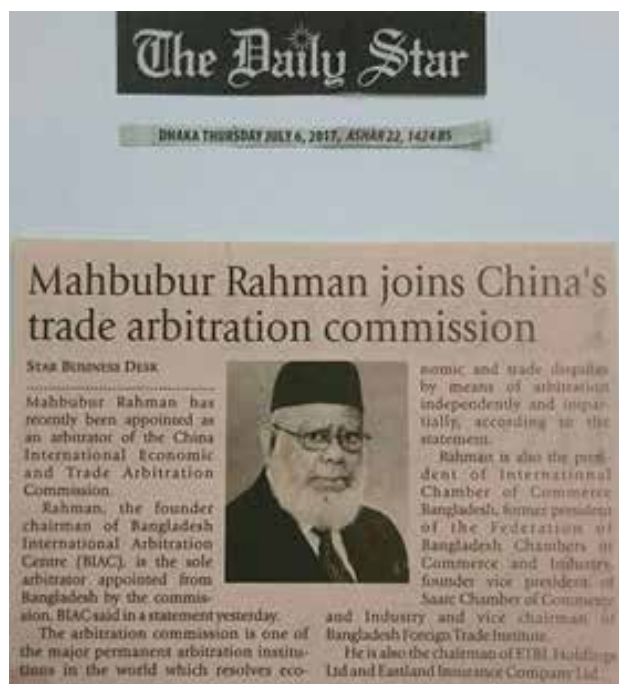 The Daily Star
DHAKA THURSDAY JULY 6, 2017, ASHAR 22, 1424 BS
Mahbubur Rahman joins China's
trade arbitration commission
STAR BUSINESS DESK
Mahbubur Rahman has
recently been appointed as
an arbitrator of the China
International Economic
and Trade Arbitration
Commission.
Rahman, the founder
chairman of Bangladesh
International Arbitration
Centre (BIAC), is the sole
arbitrator appointed from
Bangladesh by the commis-
sion, BIAC said in a statement yesterday.
The arbitration commission is one of
the major permanent arbitration institu-
tions in the world which resolves eco-
nomic and trade disputes
by means of arbitration
independently and impar-
tially, according to the
statement.
Rahman is also the presi-
dent of International
Chamber of Commerce
Bangladesh, former president
of the Federation of
Bangladesh Chambers of
Commerce and Industry,
founder vice president of
Saarc Chamber of Commerce
and Industry and vice chairman of
Bangladesh Foreign Trade Institute.
He is also the chairman of ETBL Holdings
Ltd and Eastland Insurance Company Ltd.